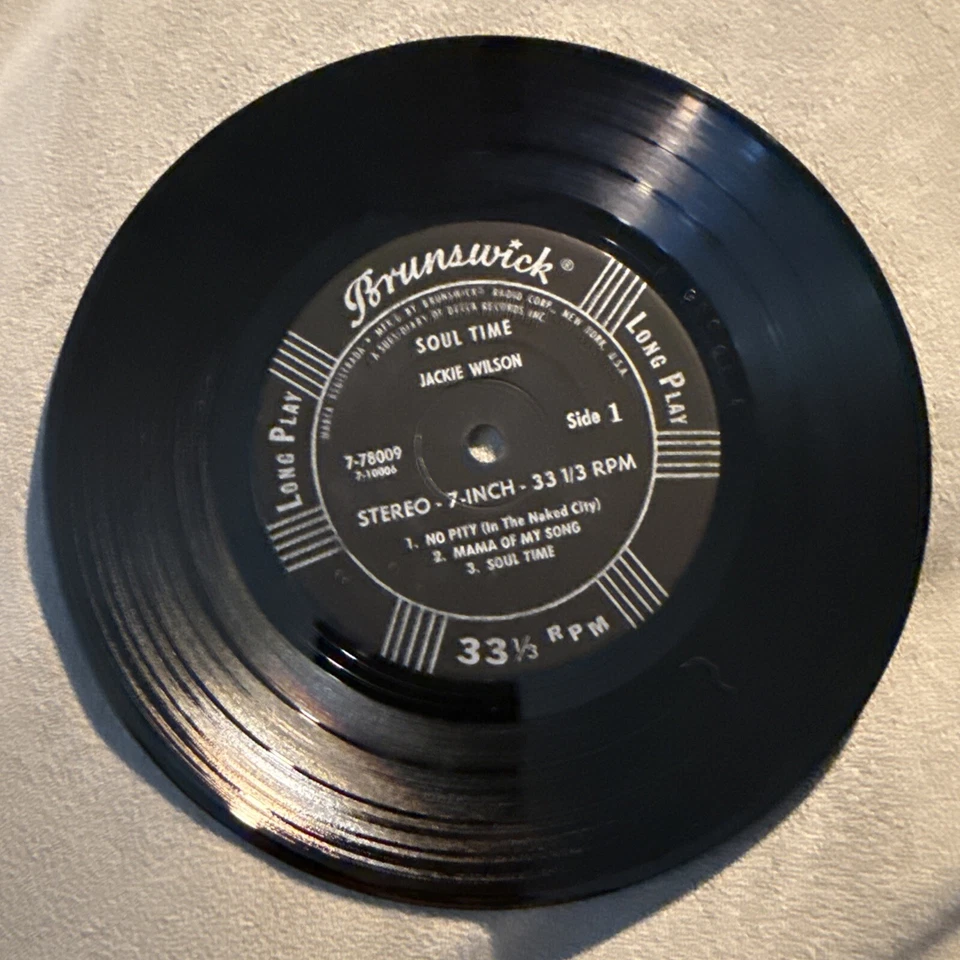 Brunswick®
MARCA REGISTRADA • MF'D BY BRUNSWICK® RADIO CORP. NEW YORK, U.S.A.
A SUBSIDIARY OF DECCA RECORDS INC.
SOUL TIME
JACKIE WILSON
Side 1
7-78009
7-10006
STEREO - 7-INCH - 33 1/3 RPM
1. NO PITY (In The Naked City)
2. MAMA OF MY SONG
3. SOUL TIME
LONG PLAY
LONG PLAY
33⅓ RPM